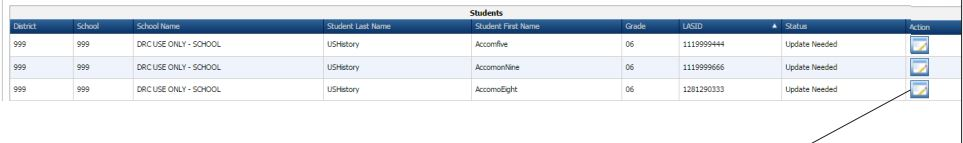 Students
District School School Name Student Last Name Student First Name Grade LASID Status Action
999 999 DRC USE ONLY - SCHOOL USHistory Accomfive 06 1119999444 Update Needed
999 999 DRC USE ONLY - SCHOOL USHistory AccomonNine 06 1119999666 Update Needed
999 999 DRC USE ONLY - SCHOOL USHistory AccomoEight 06 1281290333 Update Needed